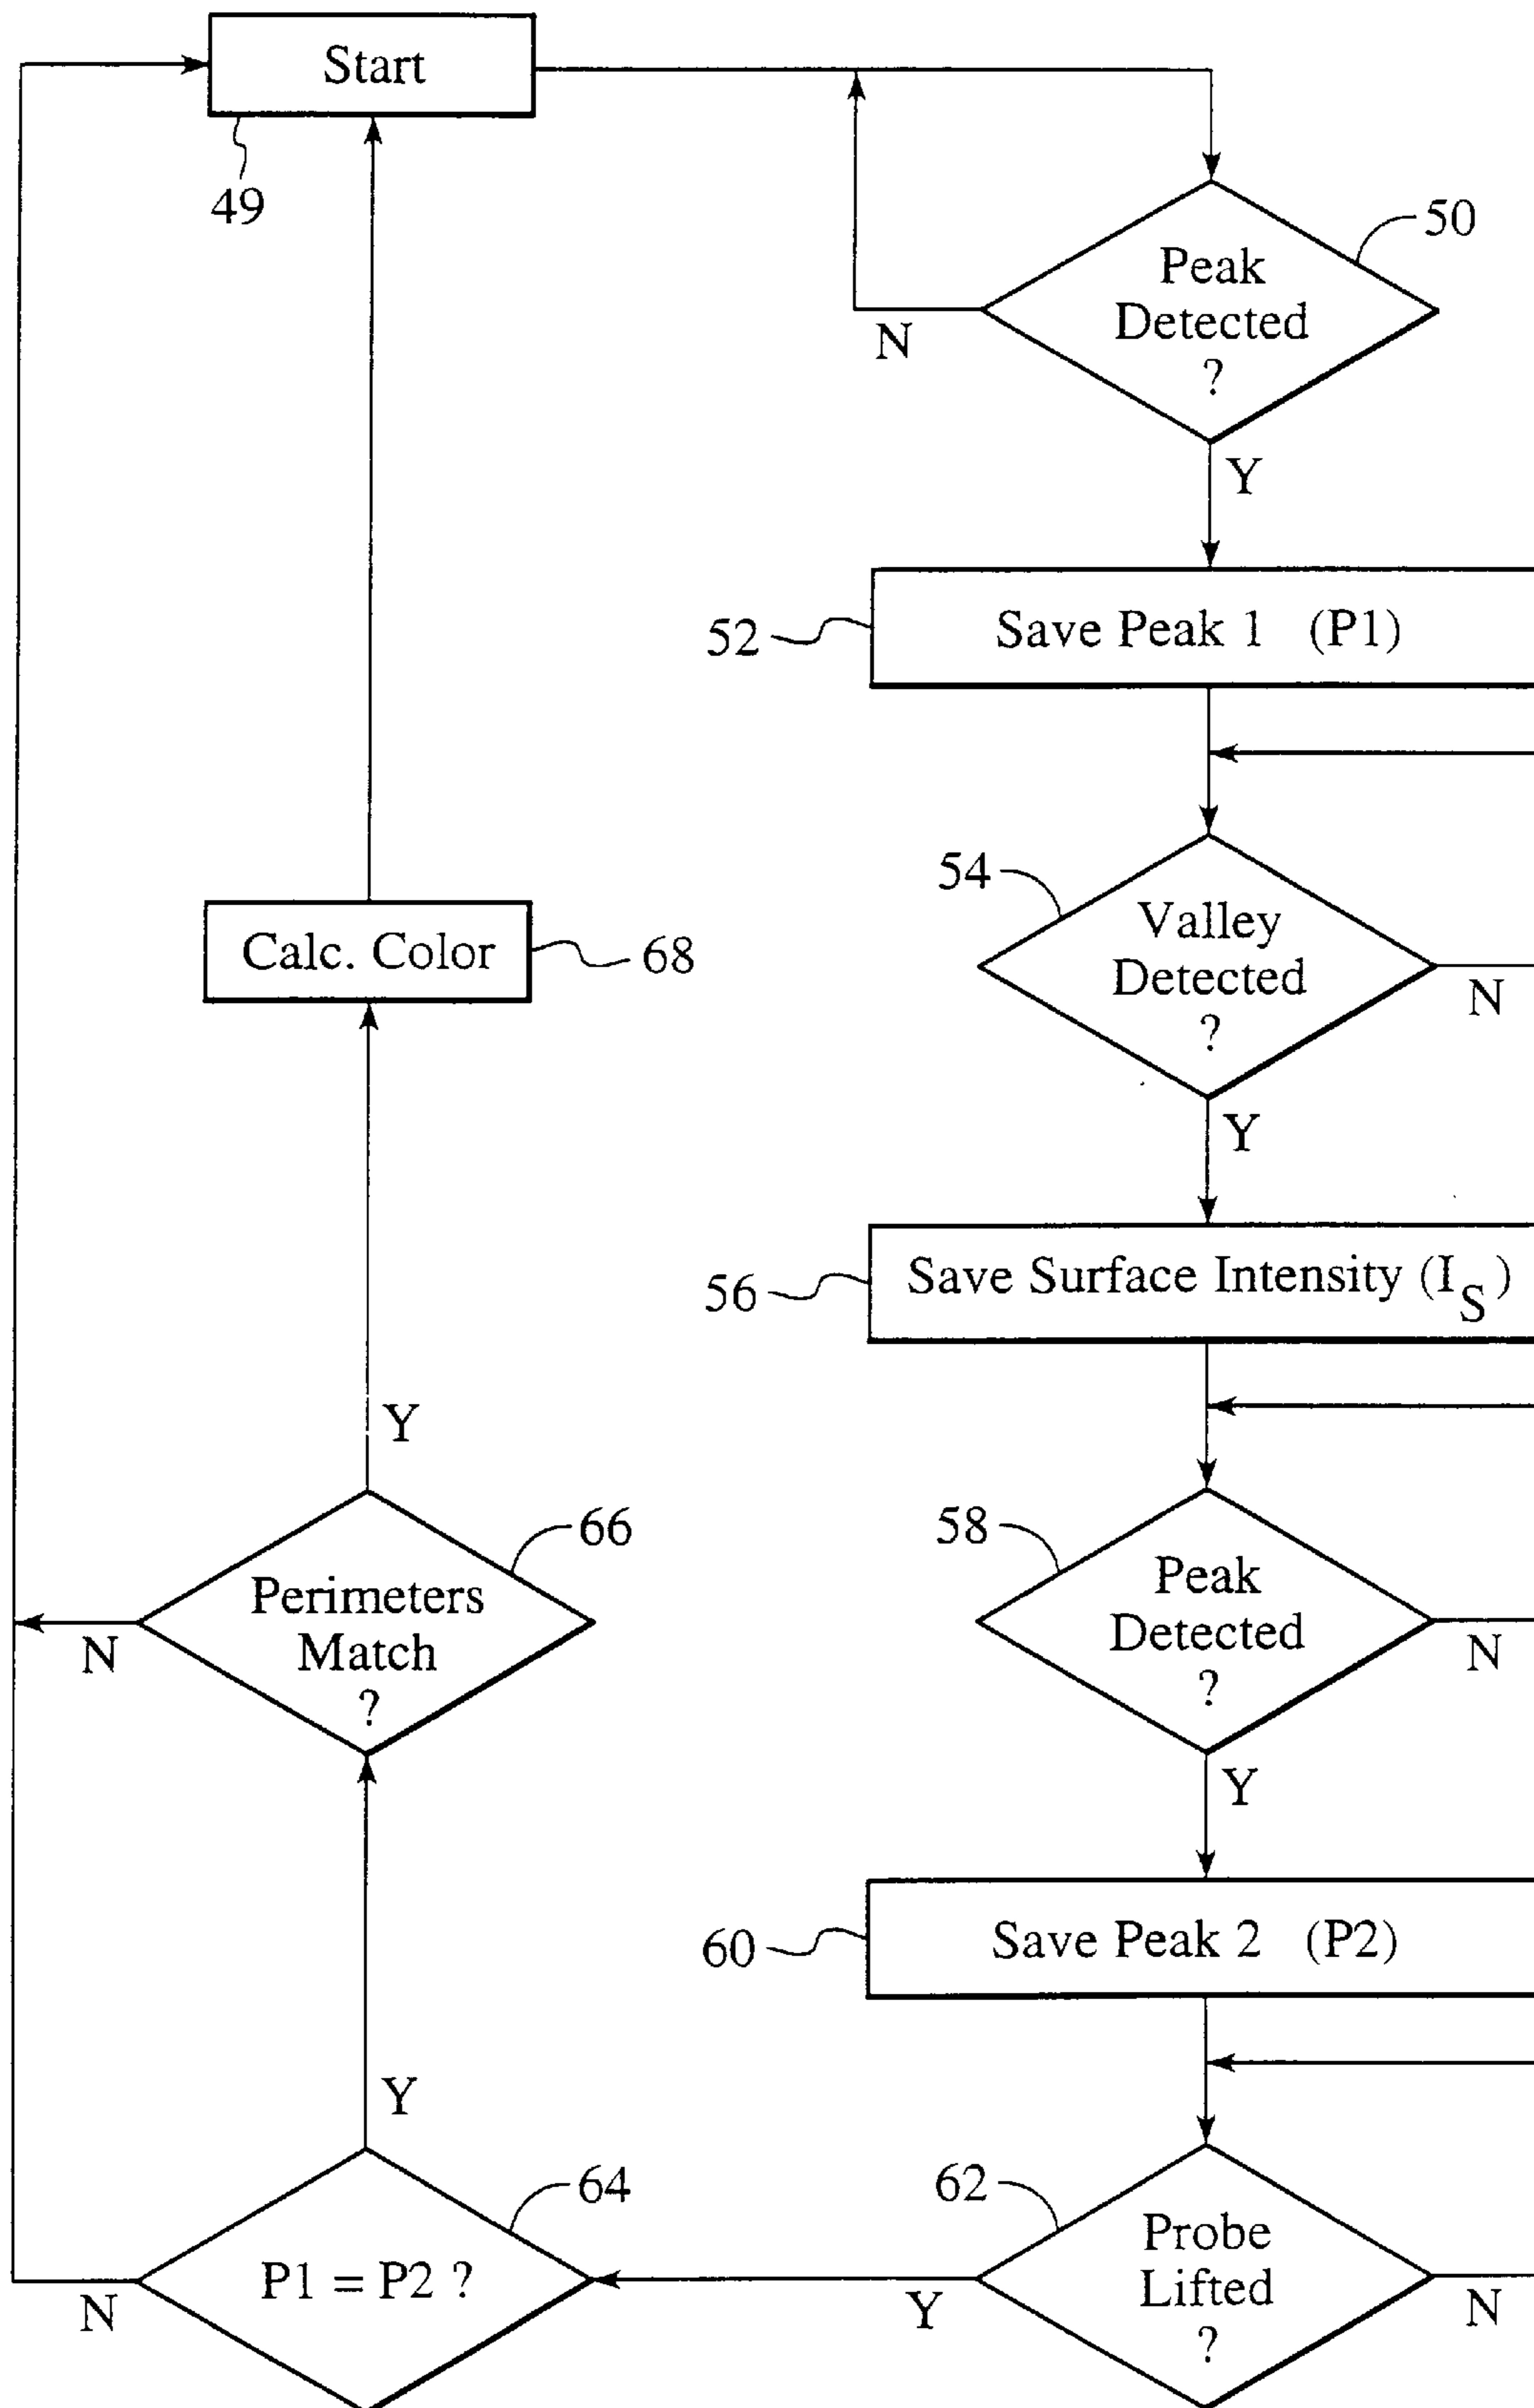 Start
49
50
Peak
Detected
?
N
Y
52
Save Peak 1 (P1)
54
Valley
Detected
?
N
Y
Calc. Color
68
56
Save Surface Intensity (I_S)
Y
66
Perimeters
Match
?
N
58
Peak
Detected
?
N
Y
60
Save Peak 2 (P2)
Y
64
P1 = P2 ?
N
62
Probe
Lifted
?
Y
N